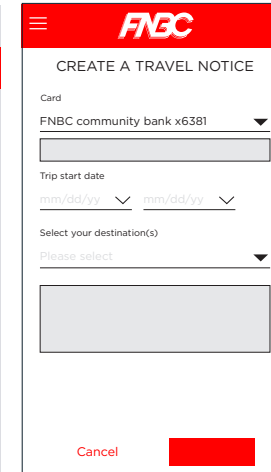 FNBC
CREATE A TRAVEL NOTICE
Card
FNBC community bank x6381
Trip start date
mm/dd/yy mm/dd/yy
Select your destination(s)
Please select
Cancel